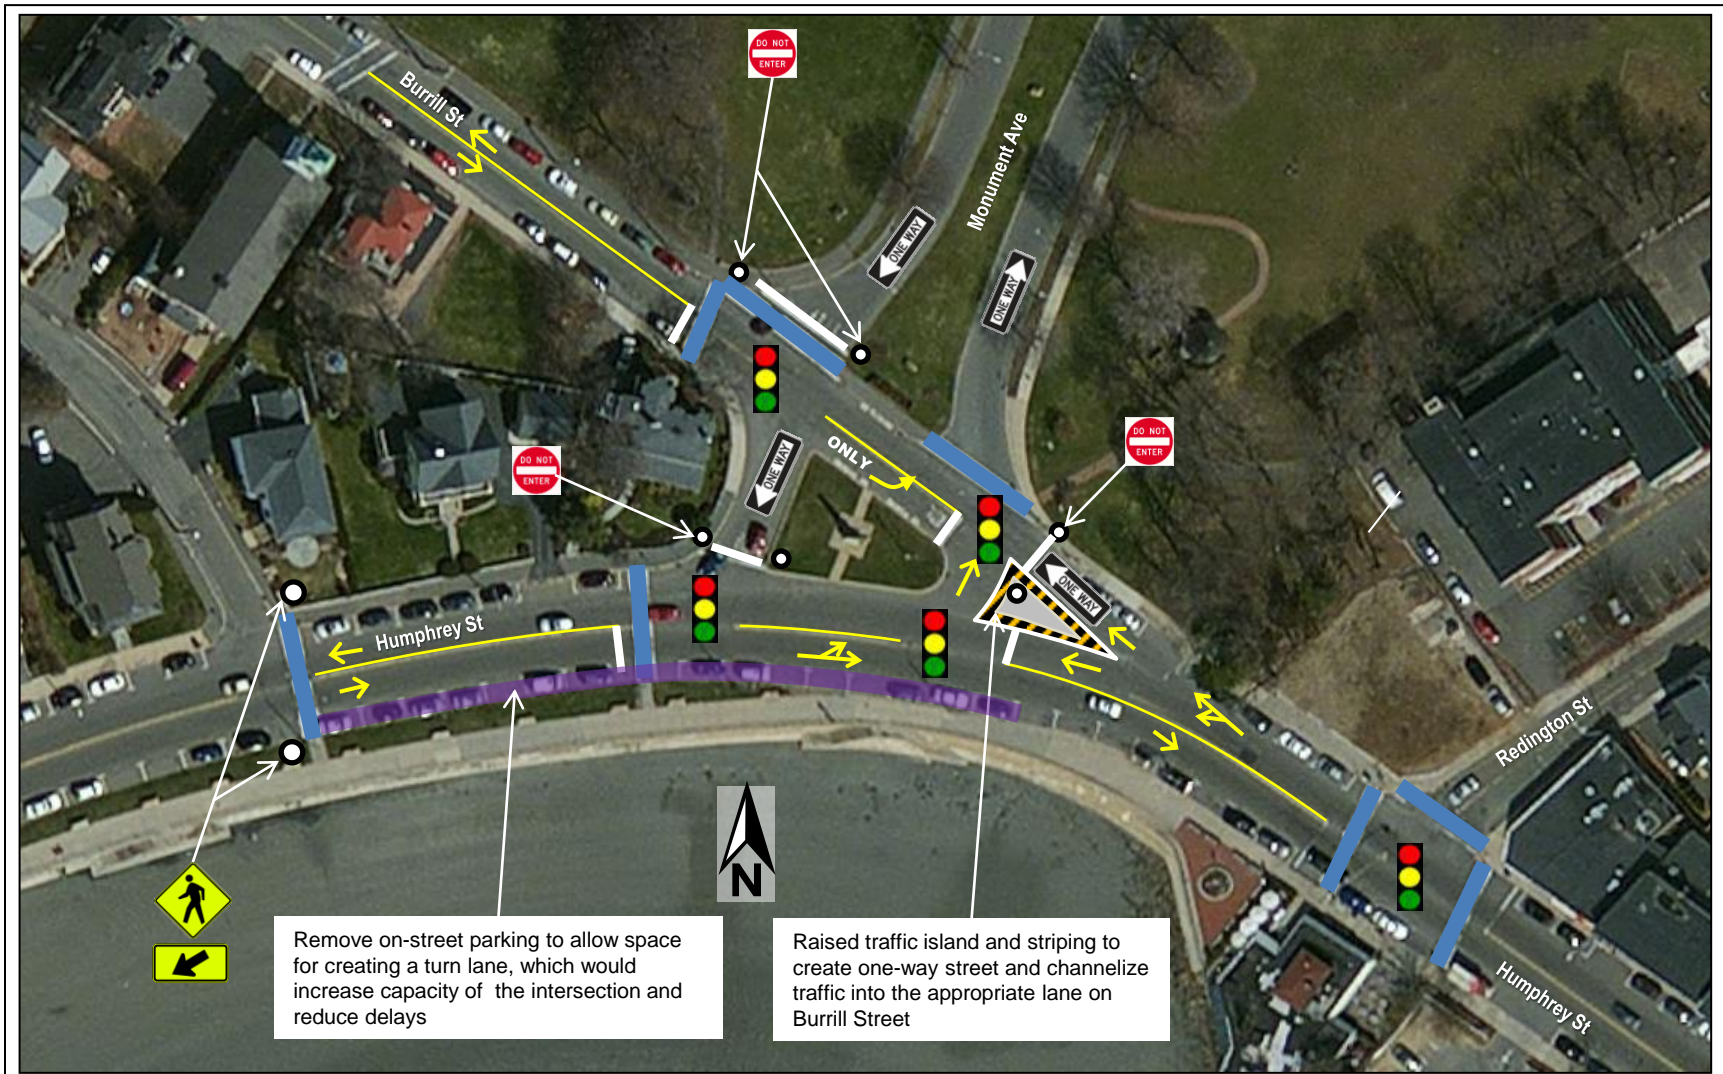 DO NOT
ENTER
Burrill St
Monument Ave
ONE WAY
ONE WAY
DO NOT
ENTER
ONLY
ONE WAY
DO NOT
ENTER
ONE WAY
Humphrey St
Redington St
N
Remove on-street parking to allow space
for creating a turn lane, which would
increase capacity of the intersection and
reduce delays
Raised traffic island and striping to
create one-way street and channelize
traffic into the appropriate lane on
Burrill Street
Humphrey St